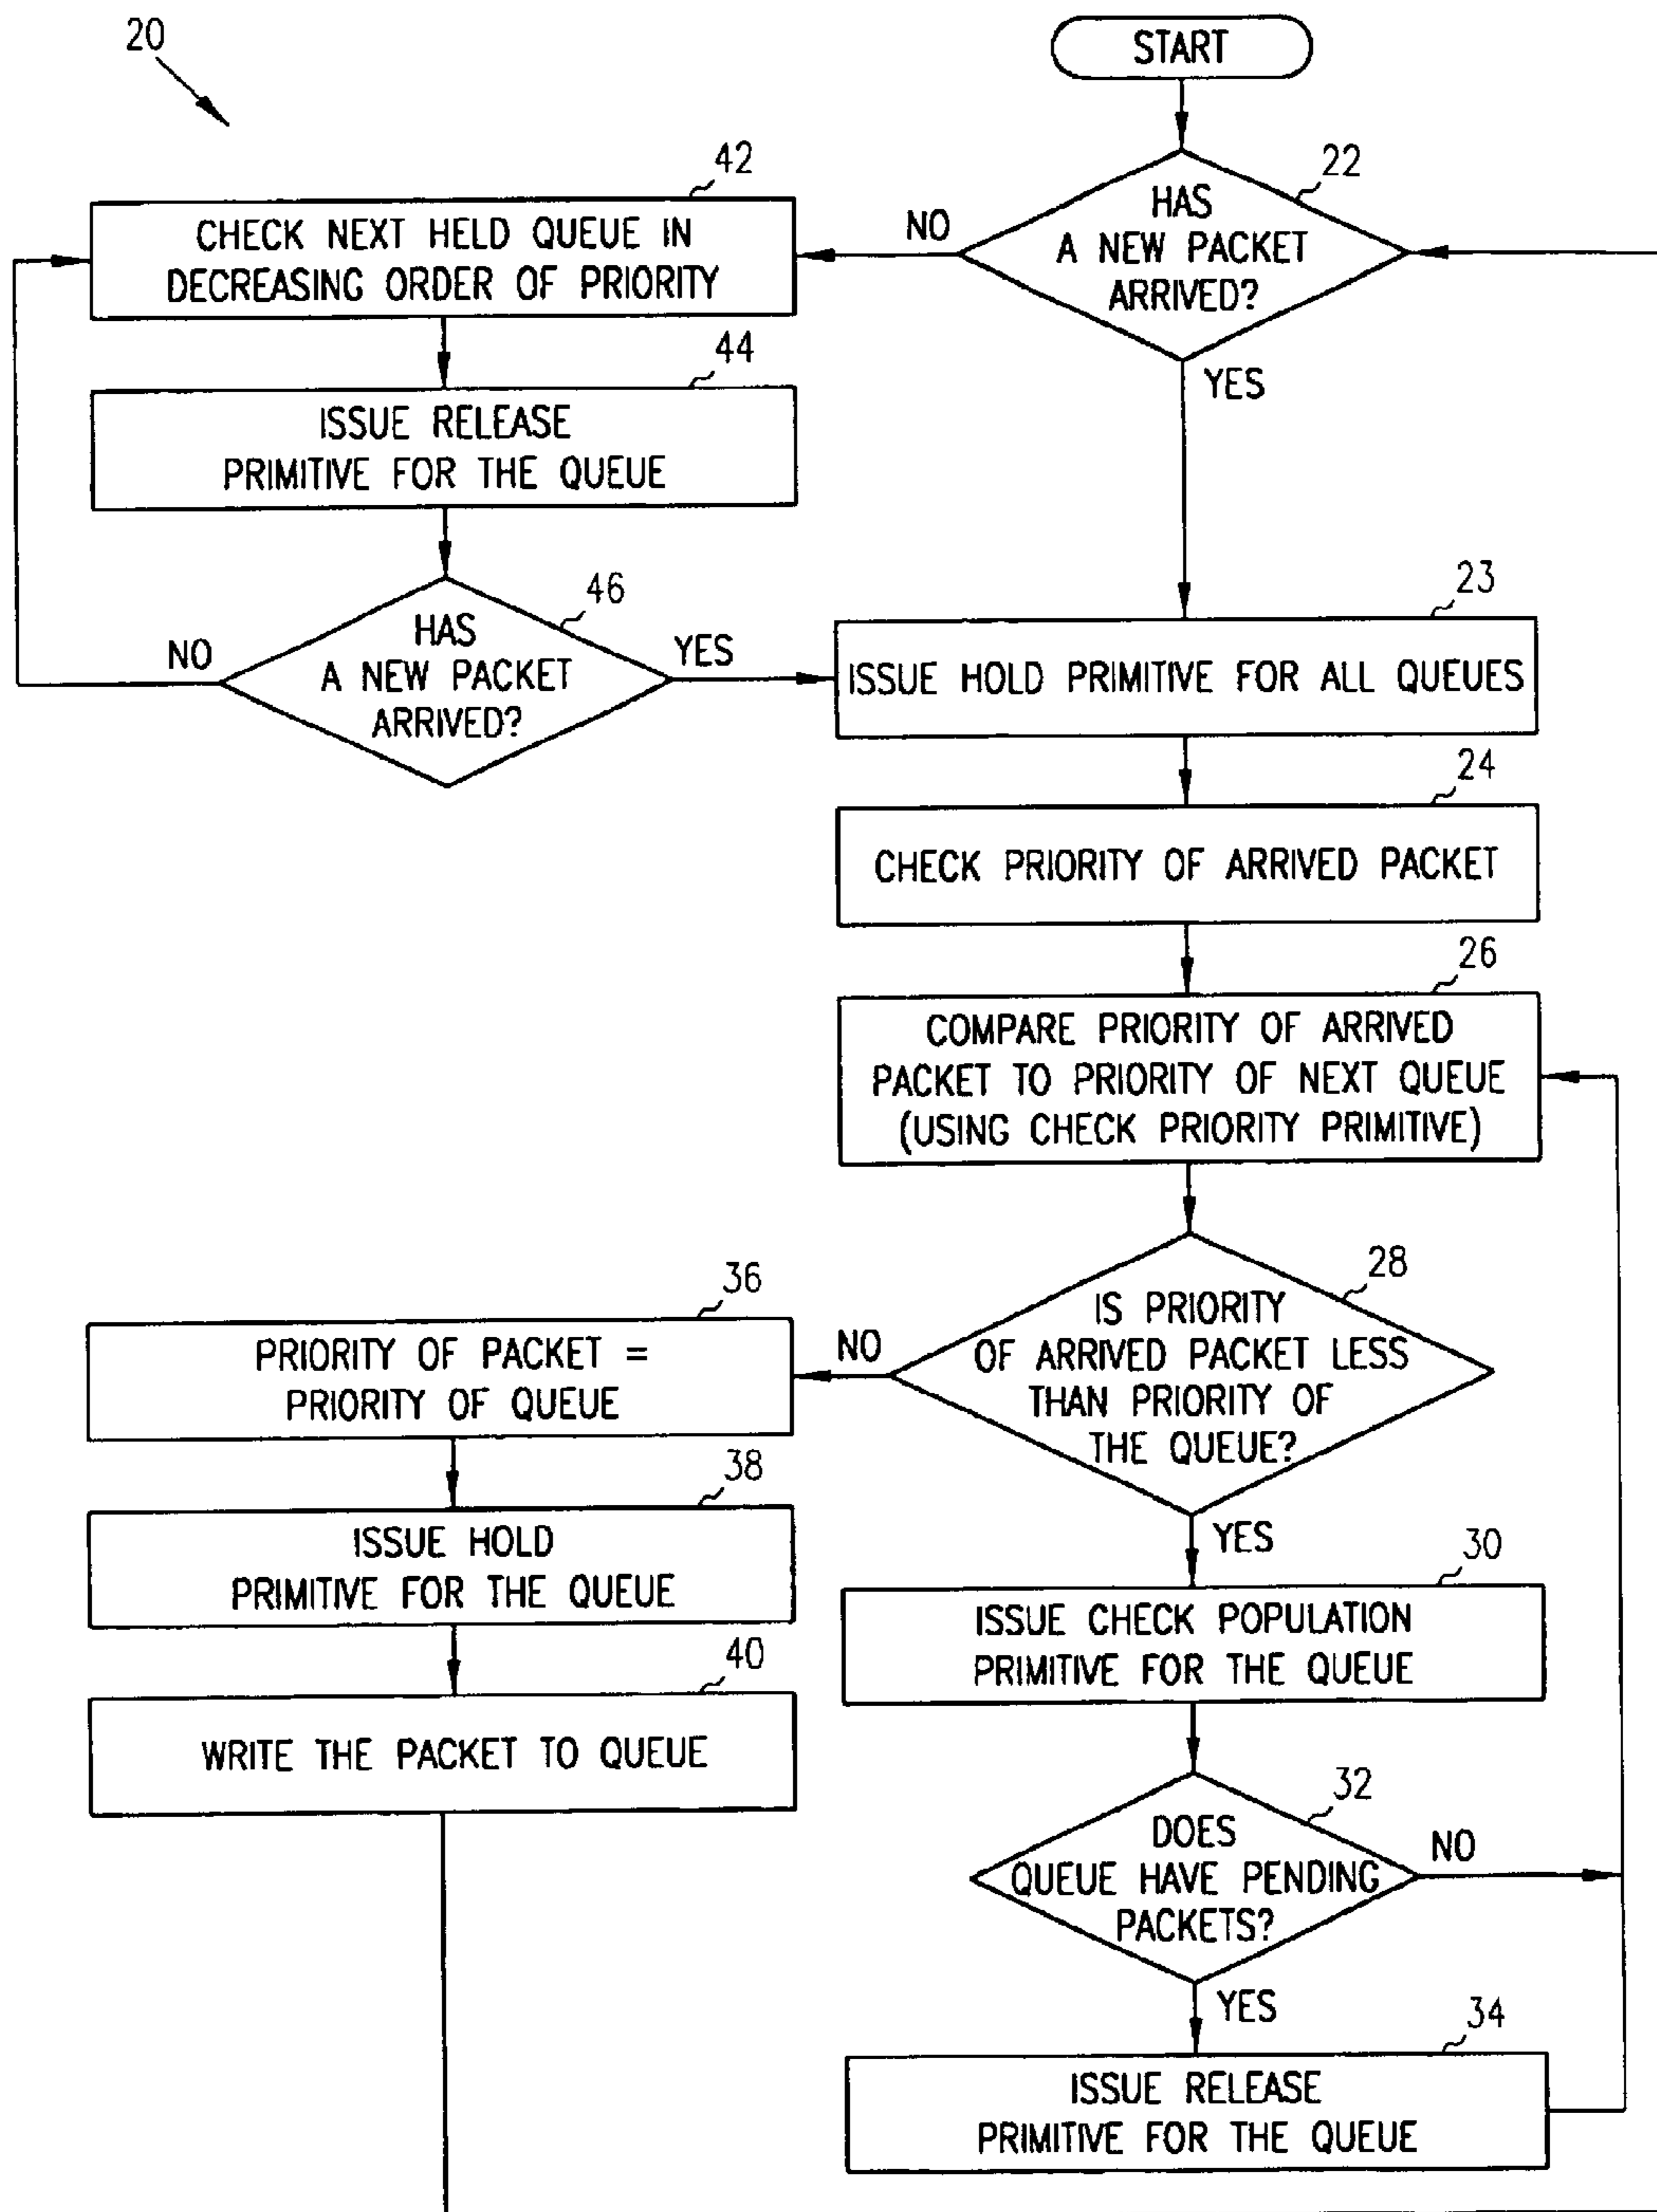 20
START
22
HAS
A NEW PACKET
ARRIVED?
NO
YES
42
CHECK NEXT HELD QUEUE IN
DECREASING ORDER OF PRIORITY
44
ISSUE RELEASE
PRIMITIVE FOR THE QUEUE
46
HAS
A NEW PACKET
ARRIVED?
NO
YES
23
ISSUE HOLD PRIMITIVE FOR ALL QUEUES
24
CHECK PRIORITY OF ARRIVED PACKET
26
COMPARE PRIORITY OF ARRIVED
PACKET TO PRIORITY OF NEXT QUEUE
(USING CHECK PRIORITY PRIMITIVE)
28
IS PRIORITY
OF ARRIVED PACKET LESS
THAN PRIORITY OF
THE QUEUE?
NO
YES
36
PRIORITY OF PACKET =
PRIORITY OF QUEUE
38
ISSUE HOLD
PRIMITIVE FOR THE QUEUE
40
WRITE THE PACKET TO QUEUE
30
ISSUE CHECK POPULATION
PRIMITIVE FOR THE QUEUE
32
DOES
QUEUE HAVE PENDING
PACKETS?
NO
YES
34
ISSUE RELEASE
PRIMITIVE FOR THE QUEUE